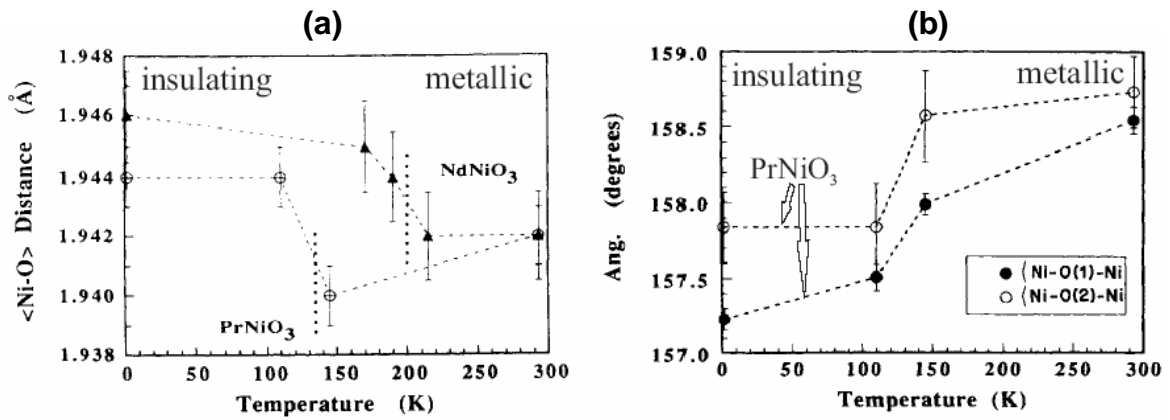 (a)
1.948
insulating metallic
1.946
NdNiO3
1.944
1.942
1.940
PrNiO3
1.938
<Ni-O> Distance (Å)
0 50 100 150 200 250 300
Temperature (K)
(b)
159.0
insulating metallic
158.5
PrNiO3
158.0
157.5
157.0
Ang. (degrees)
⟨Ni-O(1)-Ni
⟨Ni-O(2)-Ni
0 50 100 150 200 250 300
Temperature (K)